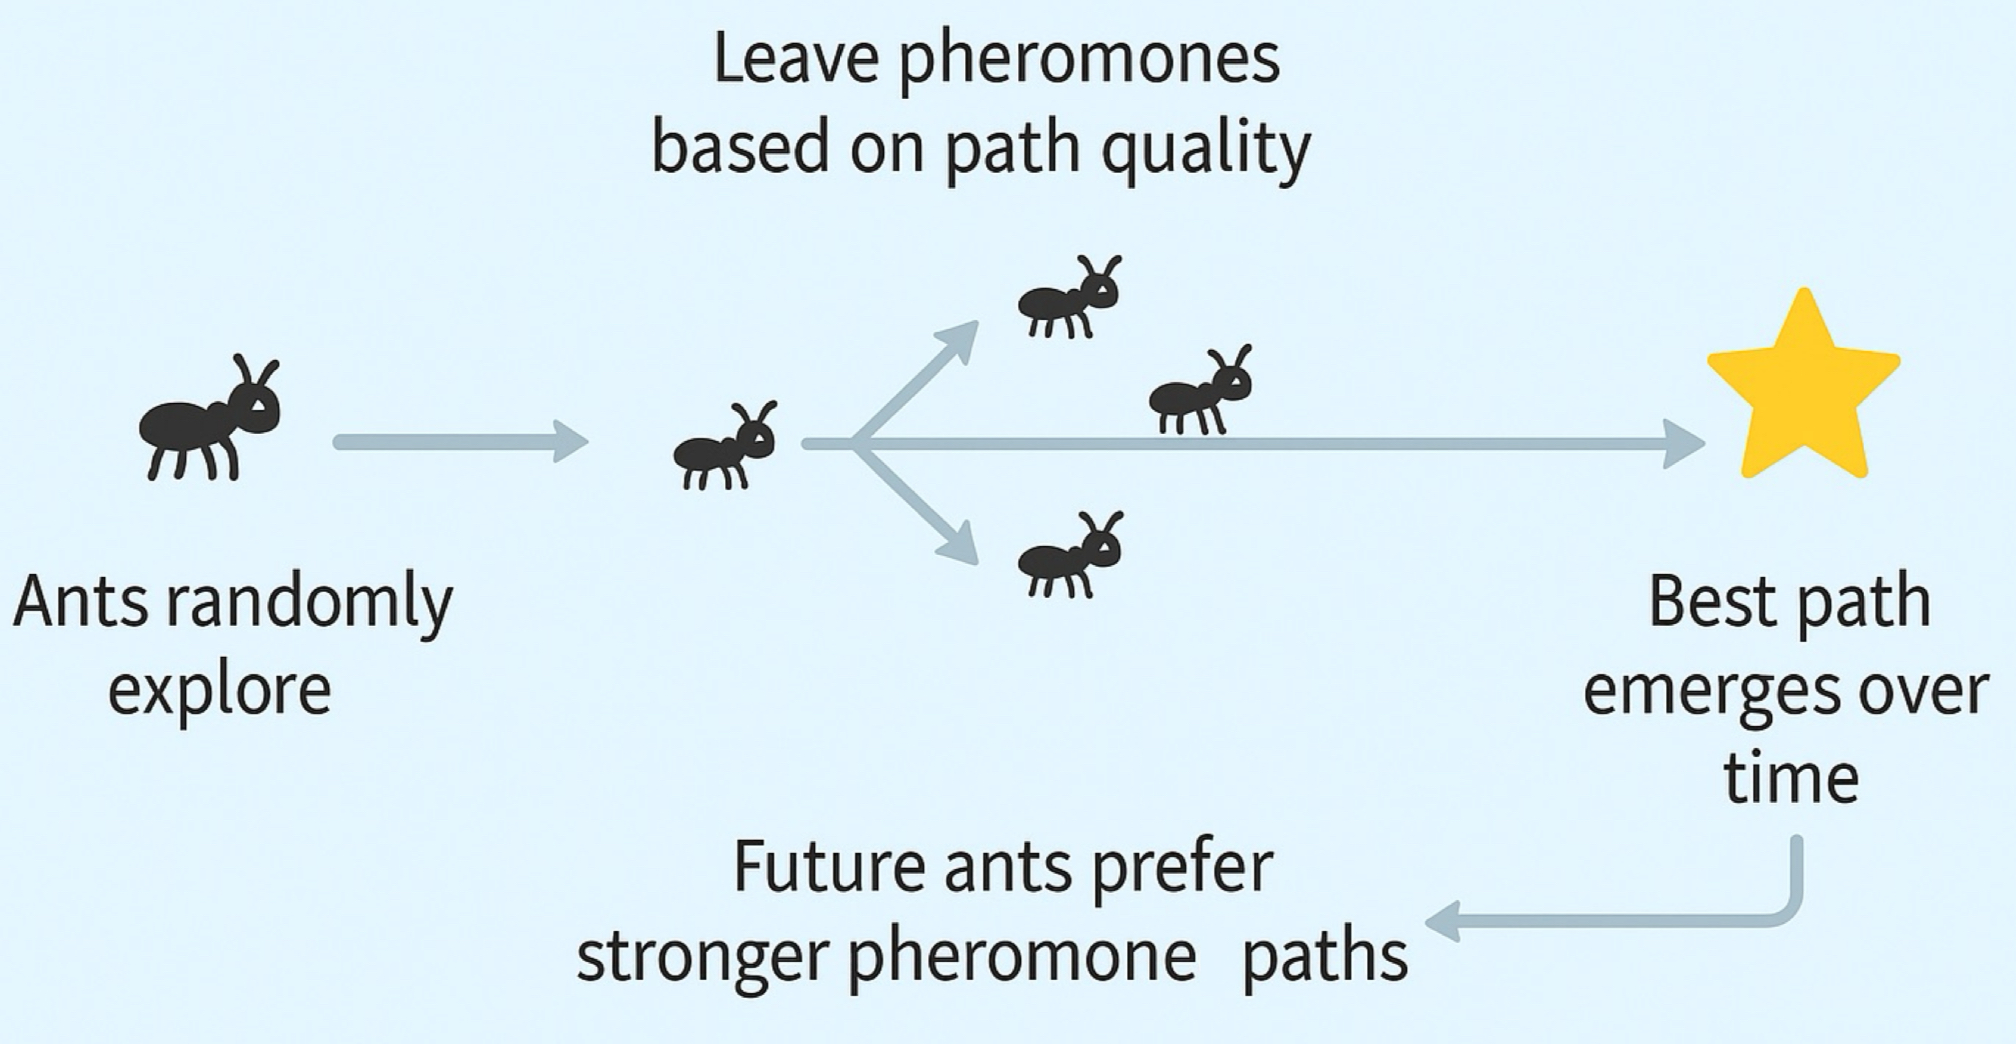 Leave pheromones
based on path quality
Ants randomly
explore
Best path
emerges over
time
Future ants prefer
stronger pheromone paths